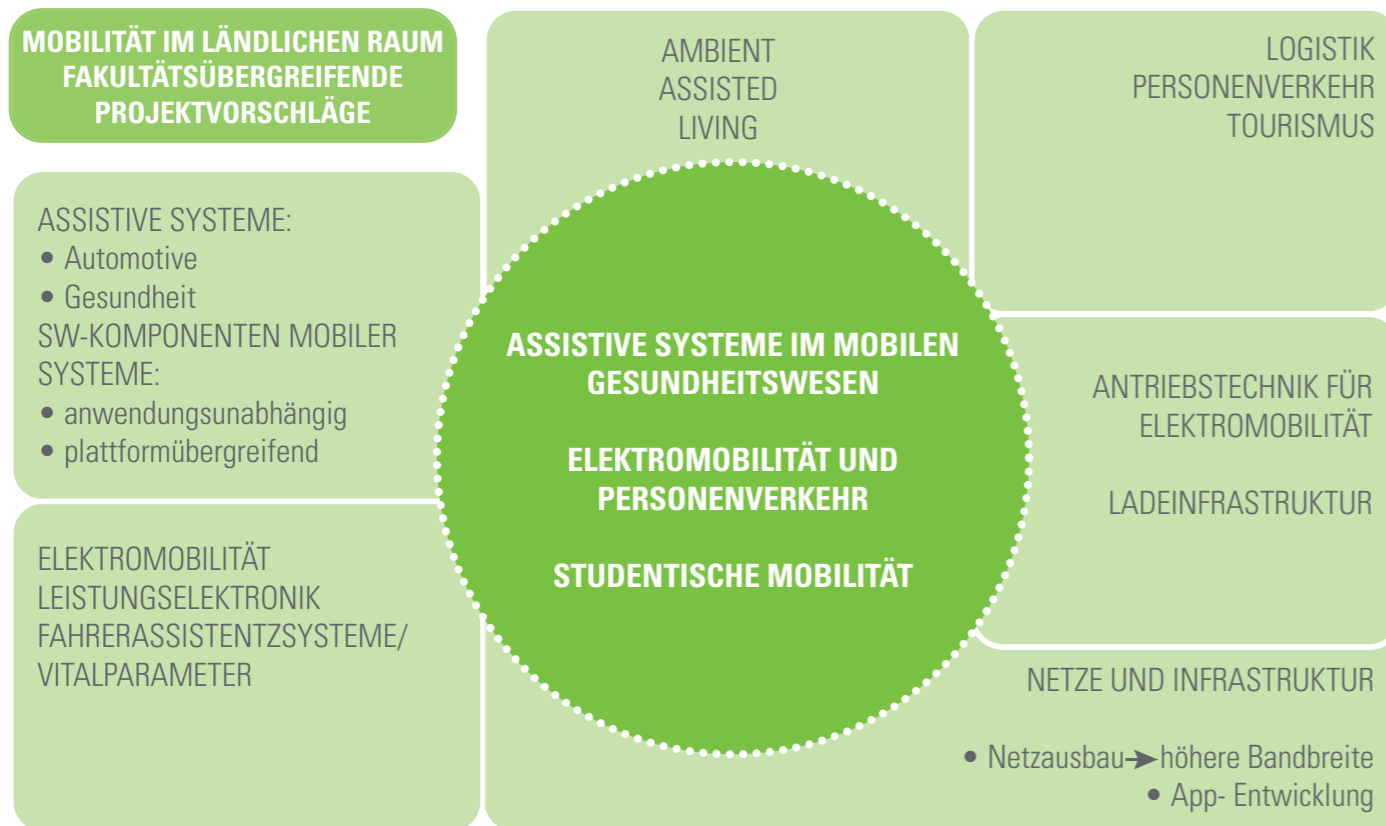 MOBILITÄT IM LÄNDLICHEN RAUM
FAKULTÄTSÜBERGREIFENDE
PROJEKTVORSCHLÄGE
AMBIENT
ASSISTED
LIVING
LOGISTIK
PERSONENVERKEHR
TOURISMUS
ASSISTIVE SYSTEME:
• Automotive
• Gesundheit
SW-KOMPONENTEN MOBILER
SYSTEME:
• anwendungsunabhängig
• plattformübergreifend
ASSISTIVE SYSTEME IM MOBILEN
GESUNDHEITSWESEN
ELEKTROMOBILITÄT UND
PERSONENVERKEHR
STUDENTISCHE MOBILITÄT
ANTRIEBSTECHNIK FÜR
ELEKTROMOBILITÄT
LADEINFRASTRUKTUR
ELEKTROMOBILITÄT
LEISTUNGSELEKTRONIK
FAHRERASSISTENTZSYSTEME/
VITALPARAMETER
NETZE UND INFRASTRUKTUR
• Netzausbau➔höhere Bandbreite
• App- Entwicklung